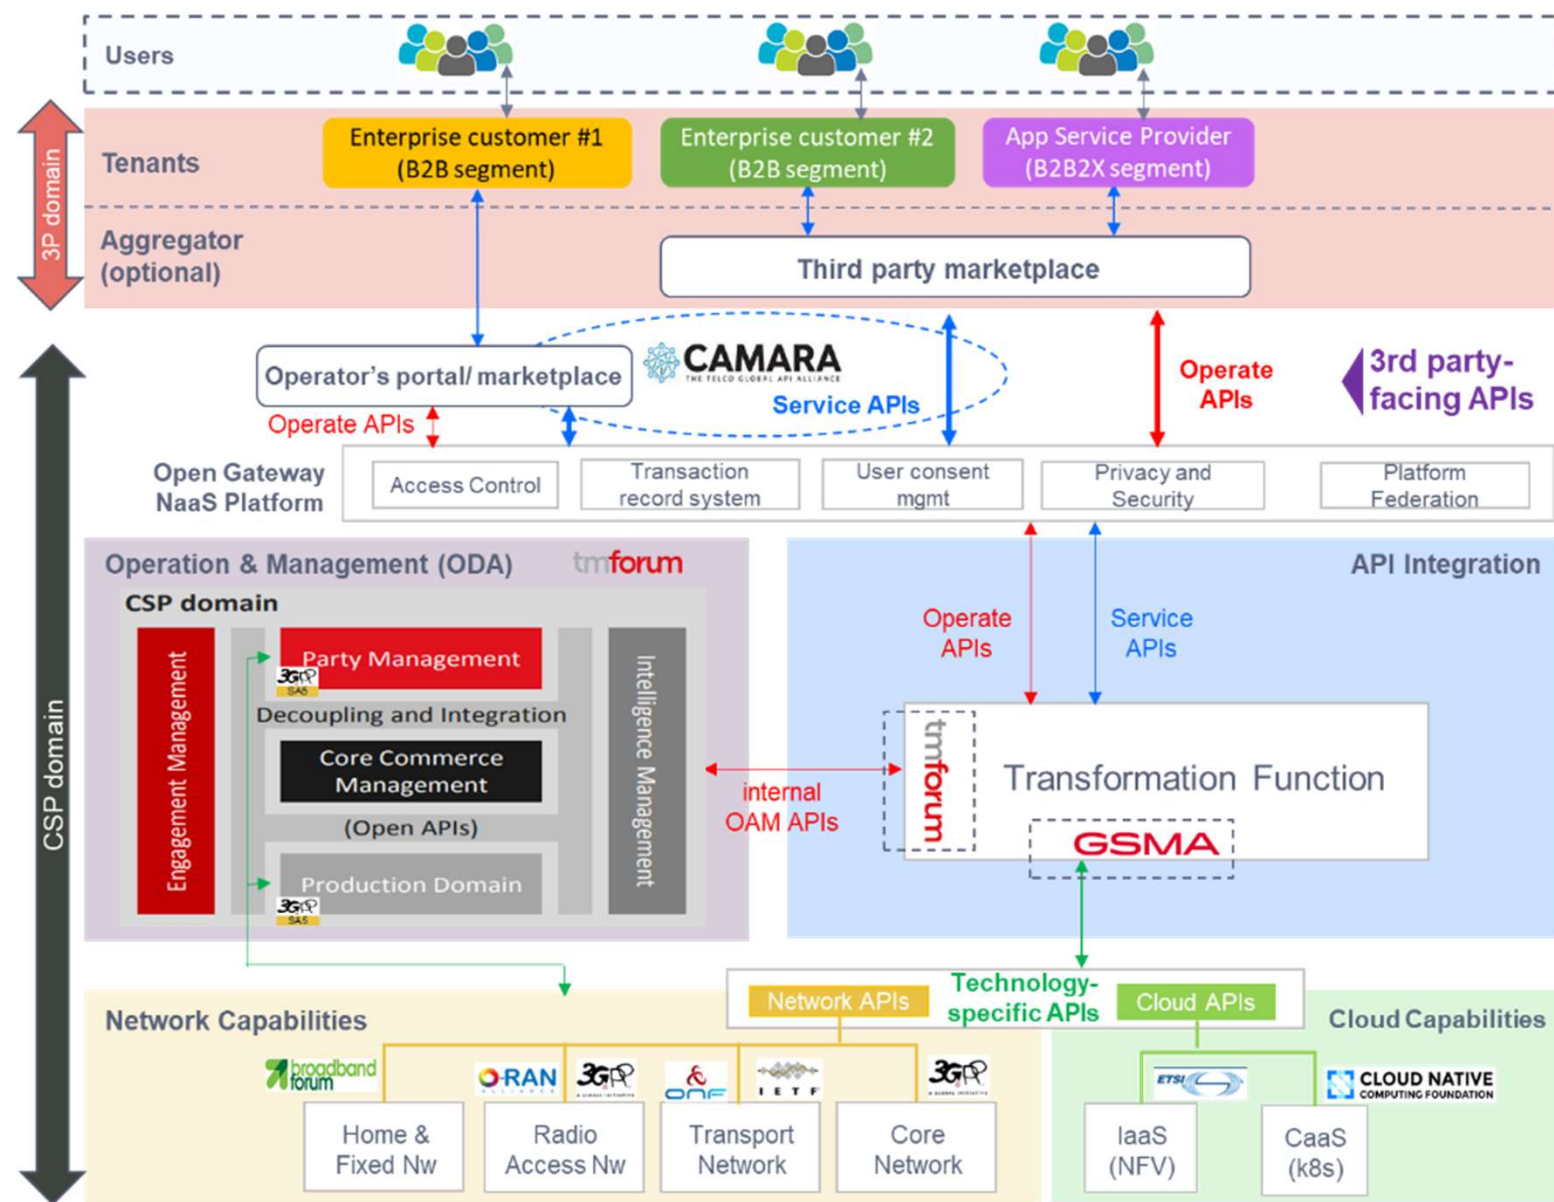 Users
3P domain
Tenants
Enterprise customer #1
(B2B segment)
Enterprise customer #2
(B2B segment)
App Service Provider
(B2B2X segment)
Aggregator
(optional)
Third party marketplace
Operator's portal/ marketplace
CAMARA
THE TELCO GLOBAL API ALLIANCE
Service APIs
Operate
APIs
3rd party-
facing APIs
Operate APIs
Open Gateway
NaaS Platform
Access Control
Transaction
record system
User consent
mgmt
Privacy and
Security
Platform
Federation
CSP domain
Operation & Management (ODA)
tmforum
CSP domain
Engagement Management
Party Management
3GPP
SA5
Decoupling and Integration
Core Commerce
Management
(Open APIs)
Production Domain
3GPP
SA5
Intelligence Management
internal
OAM APIs
API Integration
Operate
APIs
Service
APIs
tmforum
Transformation Function
GSMA
Network APIs
Technology-
specific APIs
Cloud APIs
Network Capabilities
Cloud Capabilities
broadband
forum
O-RAN
ALLIANCE
3GPP
A GLOBAL INITIATIVE
ONF
IETF
3GPP
A GLOBAL INITIATIVE
ETSI
CLOUD NATIVE
COMPUTING FOUNDATION
Home &
Fixed Nw
Radio
Access Nw
Transport
Network
Core
Network
IaaS
(NFV)
CaaS
(k8s)